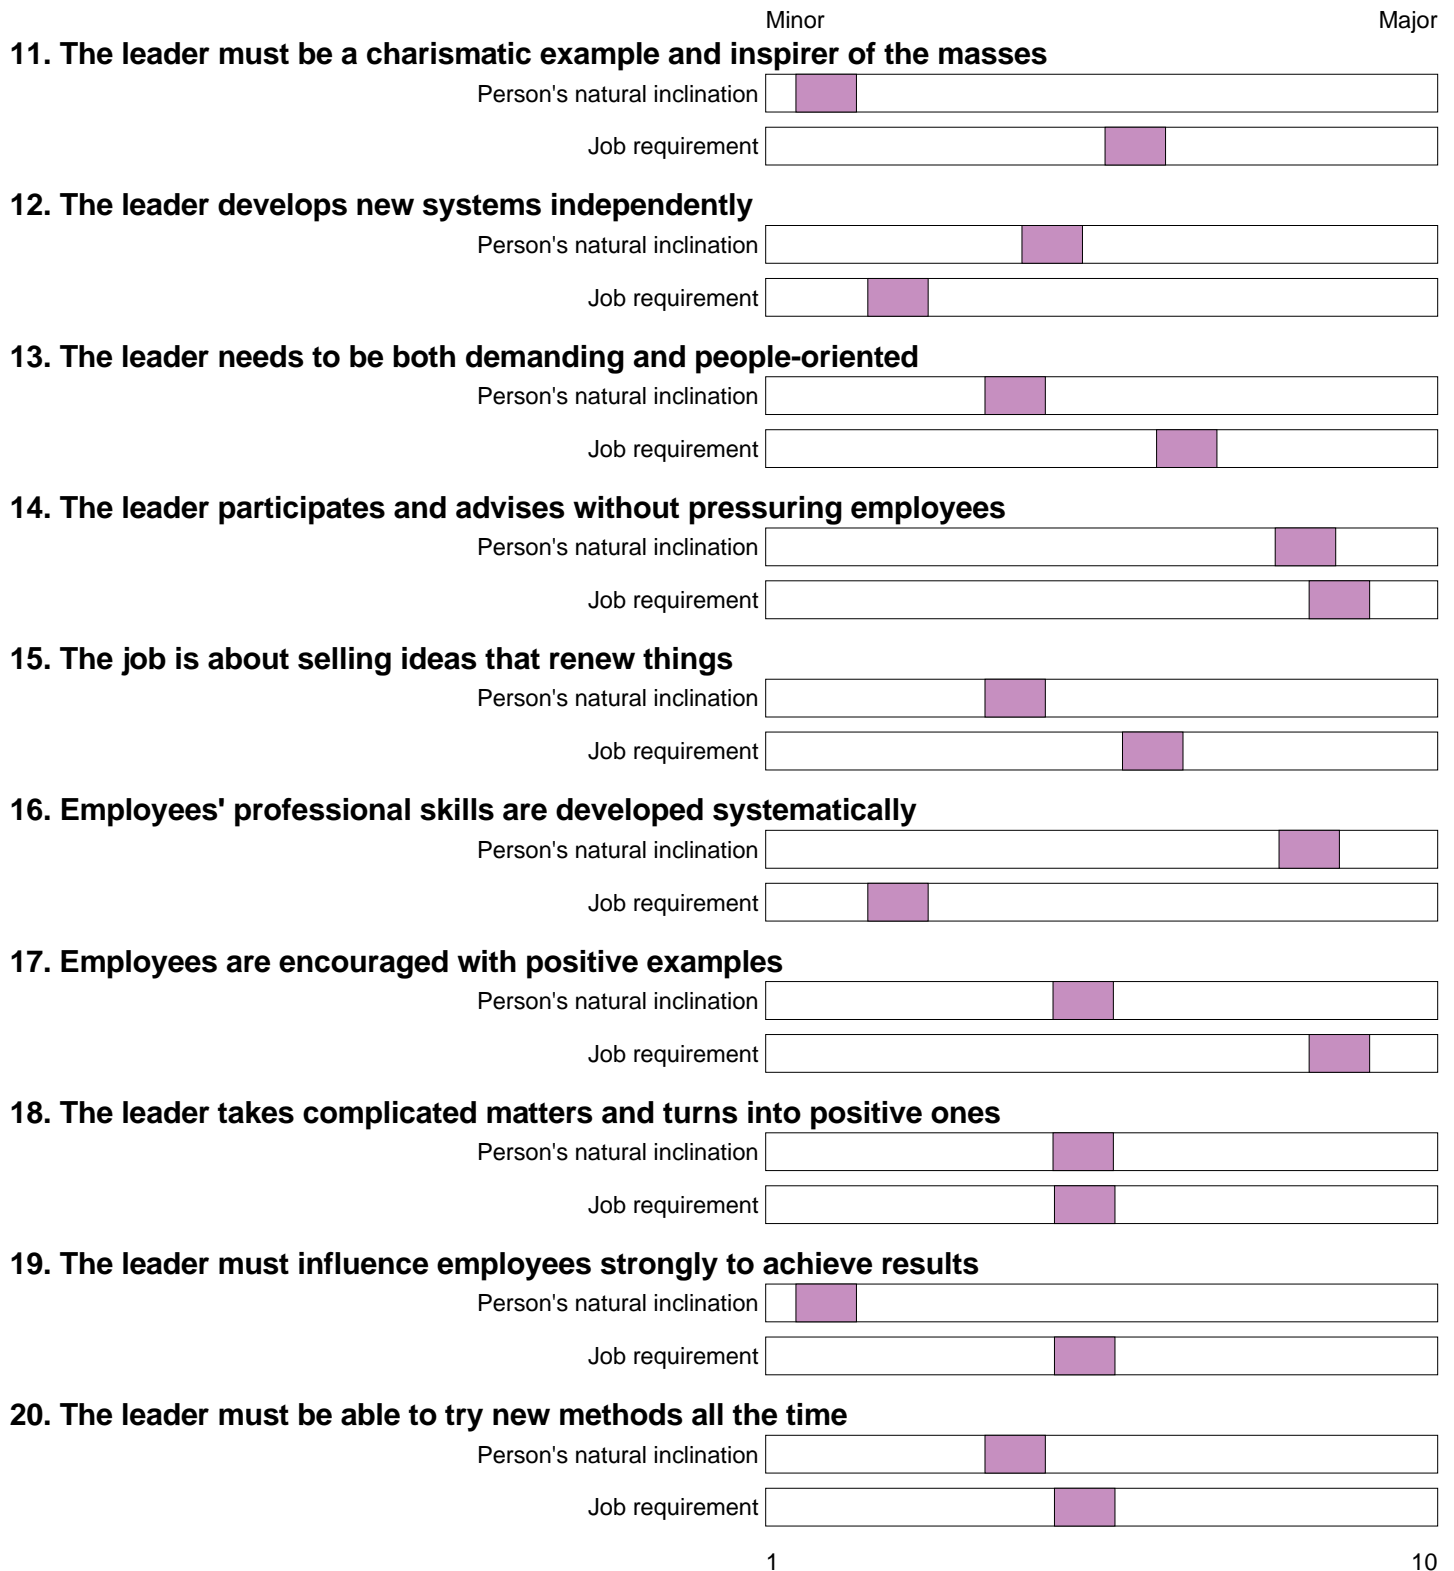 Minor Major
11. The leader must be a charismatic example and inspirer of the masses
Person's natural inclination
Job requirement
12. The leader develops new systems independently
Person's natural inclination
Job requirement
13. The leader needs to be both demanding and people-oriented
Person's natural inclination
Job requirement
14. The leader participates and advises without pressuring employees
Person's natural inclination
Job requirement
15. The job is about selling ideas that renew things
Person's natural inclination
Job requirement
16. Employees' professional skills are developed systematically
Person's natural inclination
Job requirement
17. Employees are encouraged with positive examples
Person's natural inclination
Job requirement
18. The leader takes complicated matters and turns into positive ones
Person's natural inclination
Job requirement
19. The leader must influence employees strongly to achieve results
Person's natural inclination
Job requirement
20. The leader must be able to try new methods all the time
Person's natural inclination
Job requirement
1 10